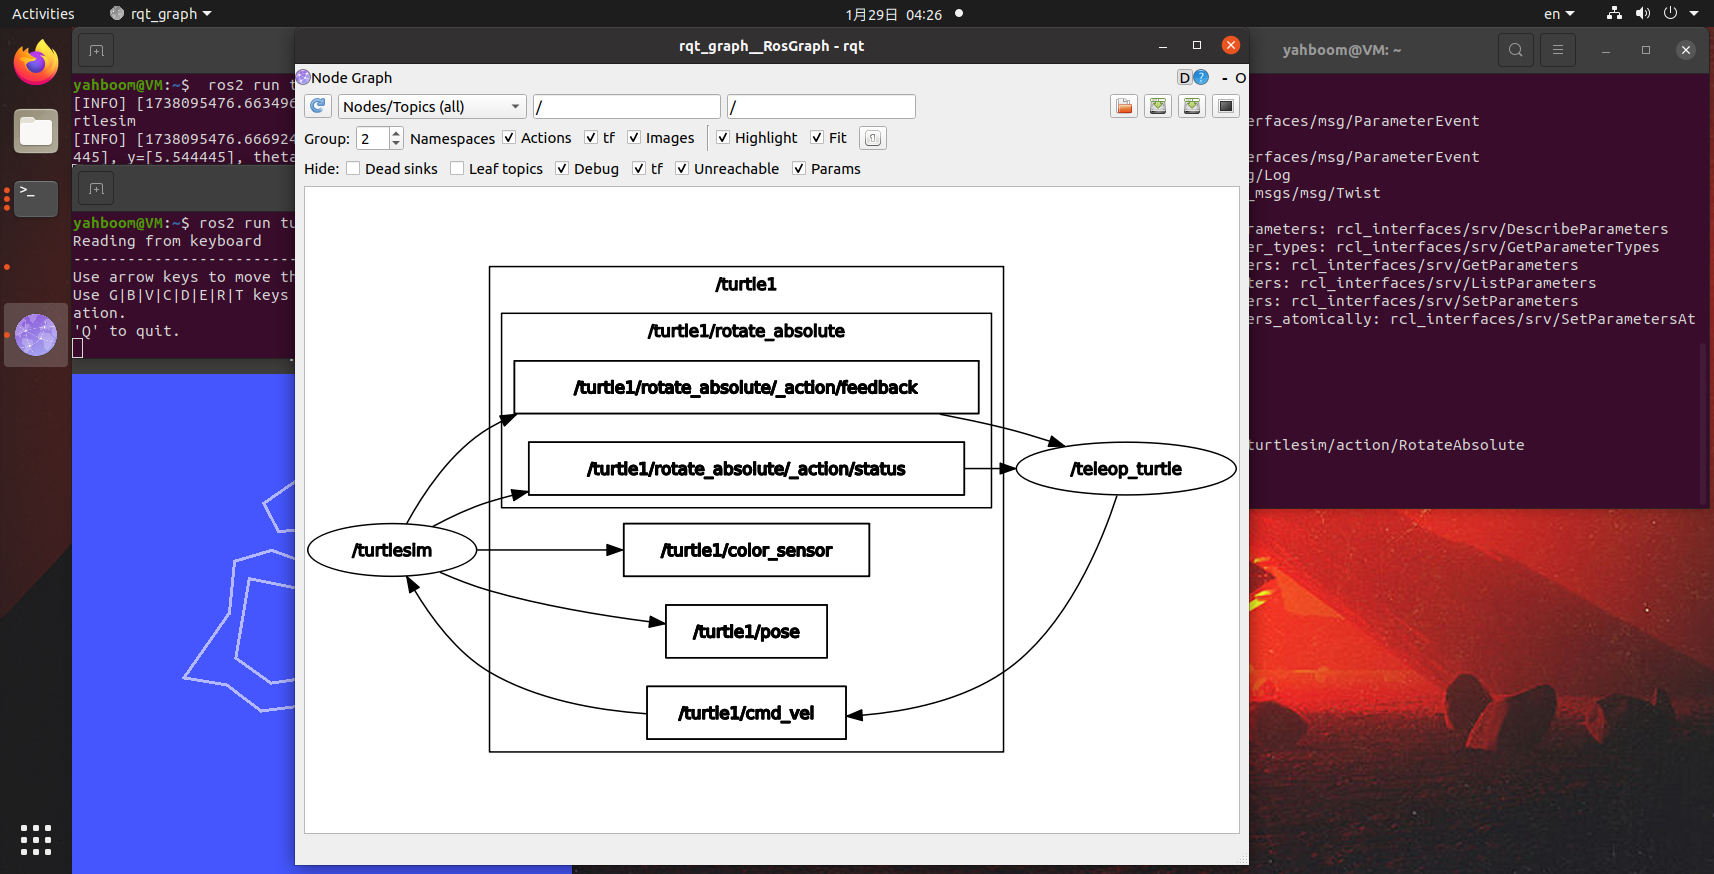 Activities
rqt_graph
1月29日 04:26
en
yahboom@VM:~$ ros2 run t
[INFO] [1738095476.663496
rtlesim
[INFO] [1738095476.666924
445], y=[5.544445], theta
yahboom@VM:~$ ros2 run tu
Reading from keyboard
-------------------------
Use arrow keys to move th
Use G|B|V|C|D|E|R|T keys
ation.
'Q' to quit.
rqt_graph__RosGraph - rqt
Node Graph
D ? - O
Nodes/Topics (all) / /
Group: 2 Namespaces Actions tf Images Highlight Fit
Hide: Dead sinks Leaf topics Debug tf Unreachable Params
/turtle1
/turtle1/rotate_absolute
/turtle1/rotate_absolute/_action/feedback
/turtle1/rotate_absolute/_action/status
/teleop_turtle
/turtlesim
/turtle1/color_sensor
/turtle1/pose
/turtle1/cmd_vel
yahboom@VM: ~
erfaces/msg/ParameterEvent
erfaces/msg/ParameterEvent
g/Log
_msgs/msg/Twist
rameters: rcl_interfaces/srv/DescribeParameters
er_types: rcl_interfaces/srv/GetParameterTypes
ers: rcl_interfaces/srv/GetParameters
ters: rcl_interfaces/srv/ListParameters
ers: rcl_interfaces/srv/SetParameters
ers_atomically: rcl_interfaces/srv/SetParametersAt
turtlesim/action/RotateAbsolute